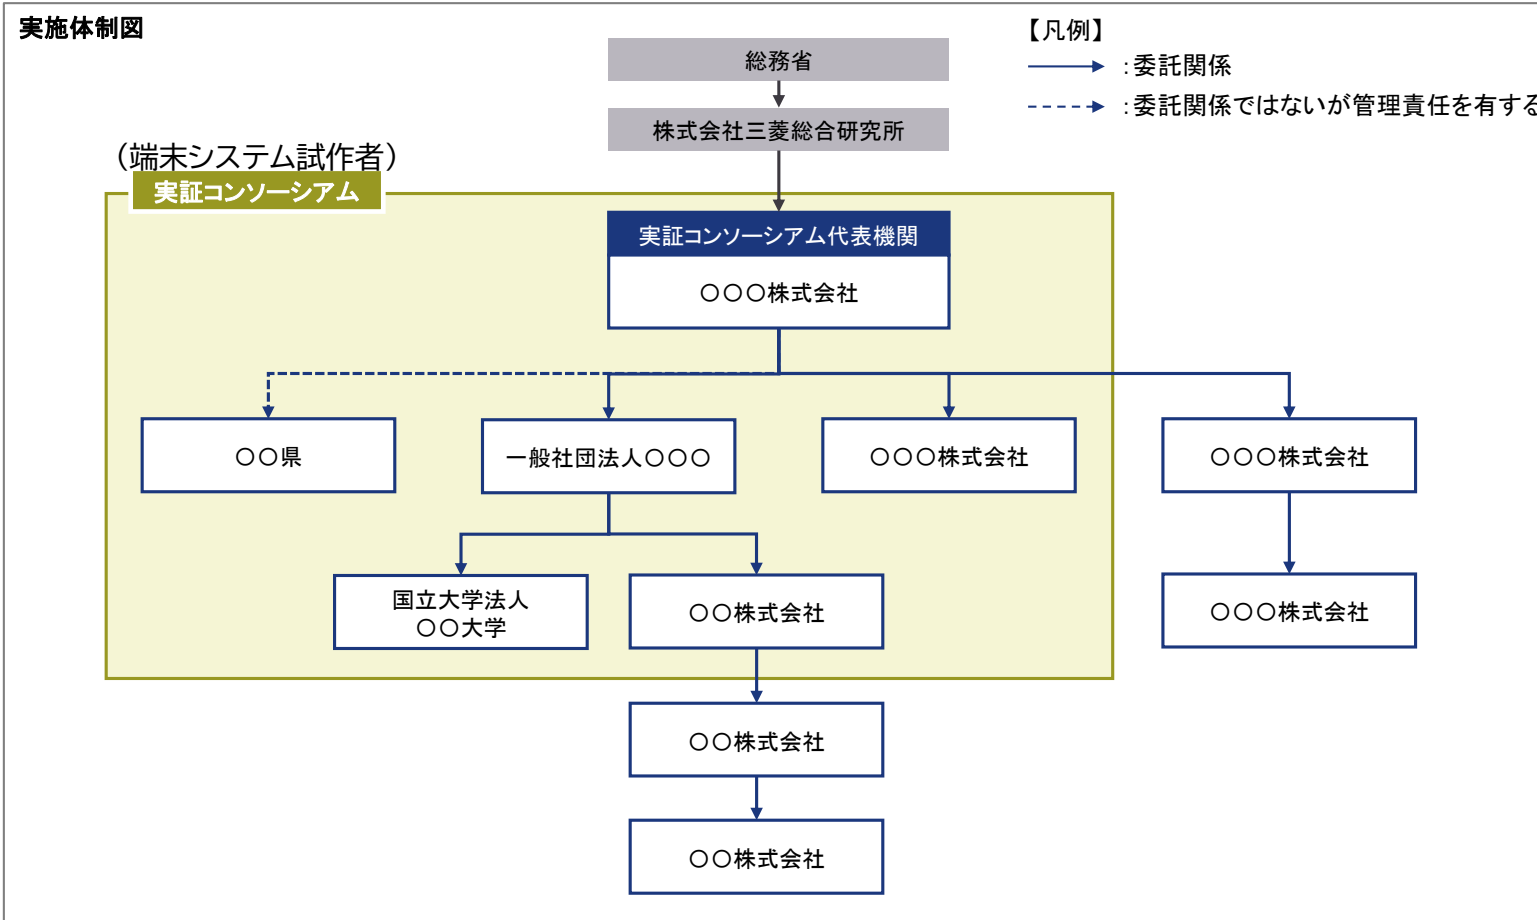 実施体制図
【凡例】
：委託関係
：委託関係ではないが管理責任を有する
総務省
株式会社三菱総合研究所
（端末システム試作者）
実証コンソーシアム
実証コンソーシアム代表機関
〇〇〇株式会社
〇〇県
一般社団法人〇〇〇
〇〇〇株式会社
〇〇〇株式会社
国立大学法人
〇〇大学
〇〇株式会社
〇〇〇株式会社
〇〇株式会社
〇〇株式会社